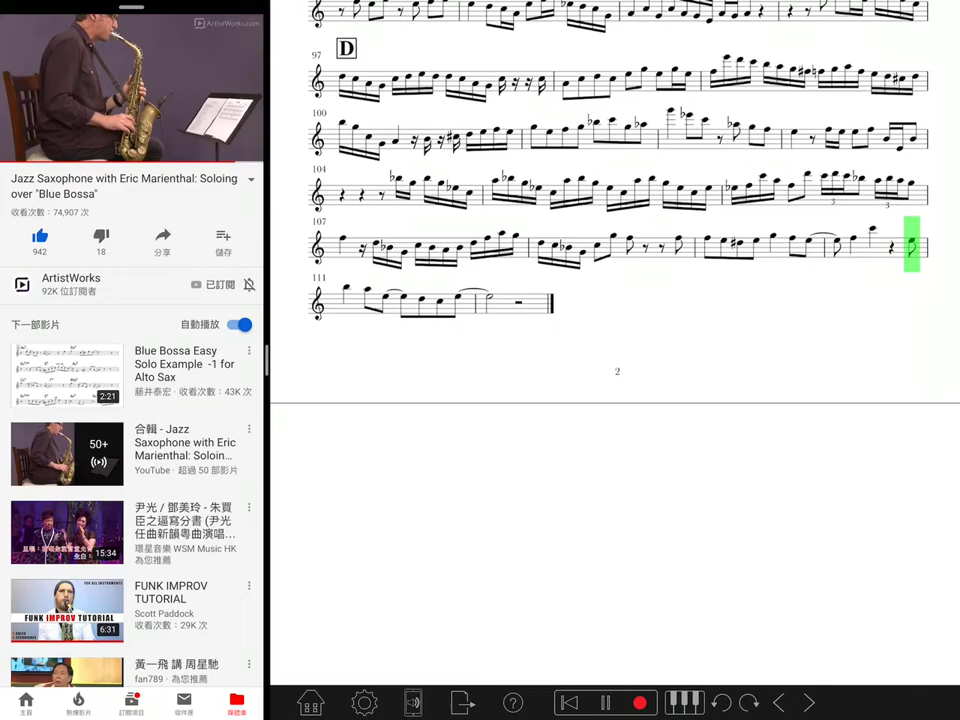 ArtistWorks.com
Jazz Saxophone with Eric Marienthal: Soloing
over "Blue Bossa"
收看次數：74,907 次
942
18
分享
儲存
ArtistWorks
92K 位訂閱者
已訂閱
下一部影片
自動播放
Blue Bossa Easy
Solo Example -1 for
Alto Sax
藤井泰宏 · 收看次數：43K 次
2:21
合輯 - Jazz
Saxophone with Eric
Marienthal: Soloin...
YouTube · 超過 50 部影片
50+
尹光 / 鄧美玲 - 朱買
臣之逼寫分書 (尹光
任曲新韻粵曲演唱...
環星音樂 WSM Music HK
為您推薦
15:34
FUNK IMPROV
TUTORIAL
Scott Paddock
收看次數：29K 次
FOR ALL INSTRUMENTS
FUNK IMPROV TUTORIAL
6:31
黃一飛 講 周星馳
fan789 · 為您推薦
主頁
熱爆影片
訂閱項目
收件匣
媒體庫
D
97
100
104
3
3
107
111
2